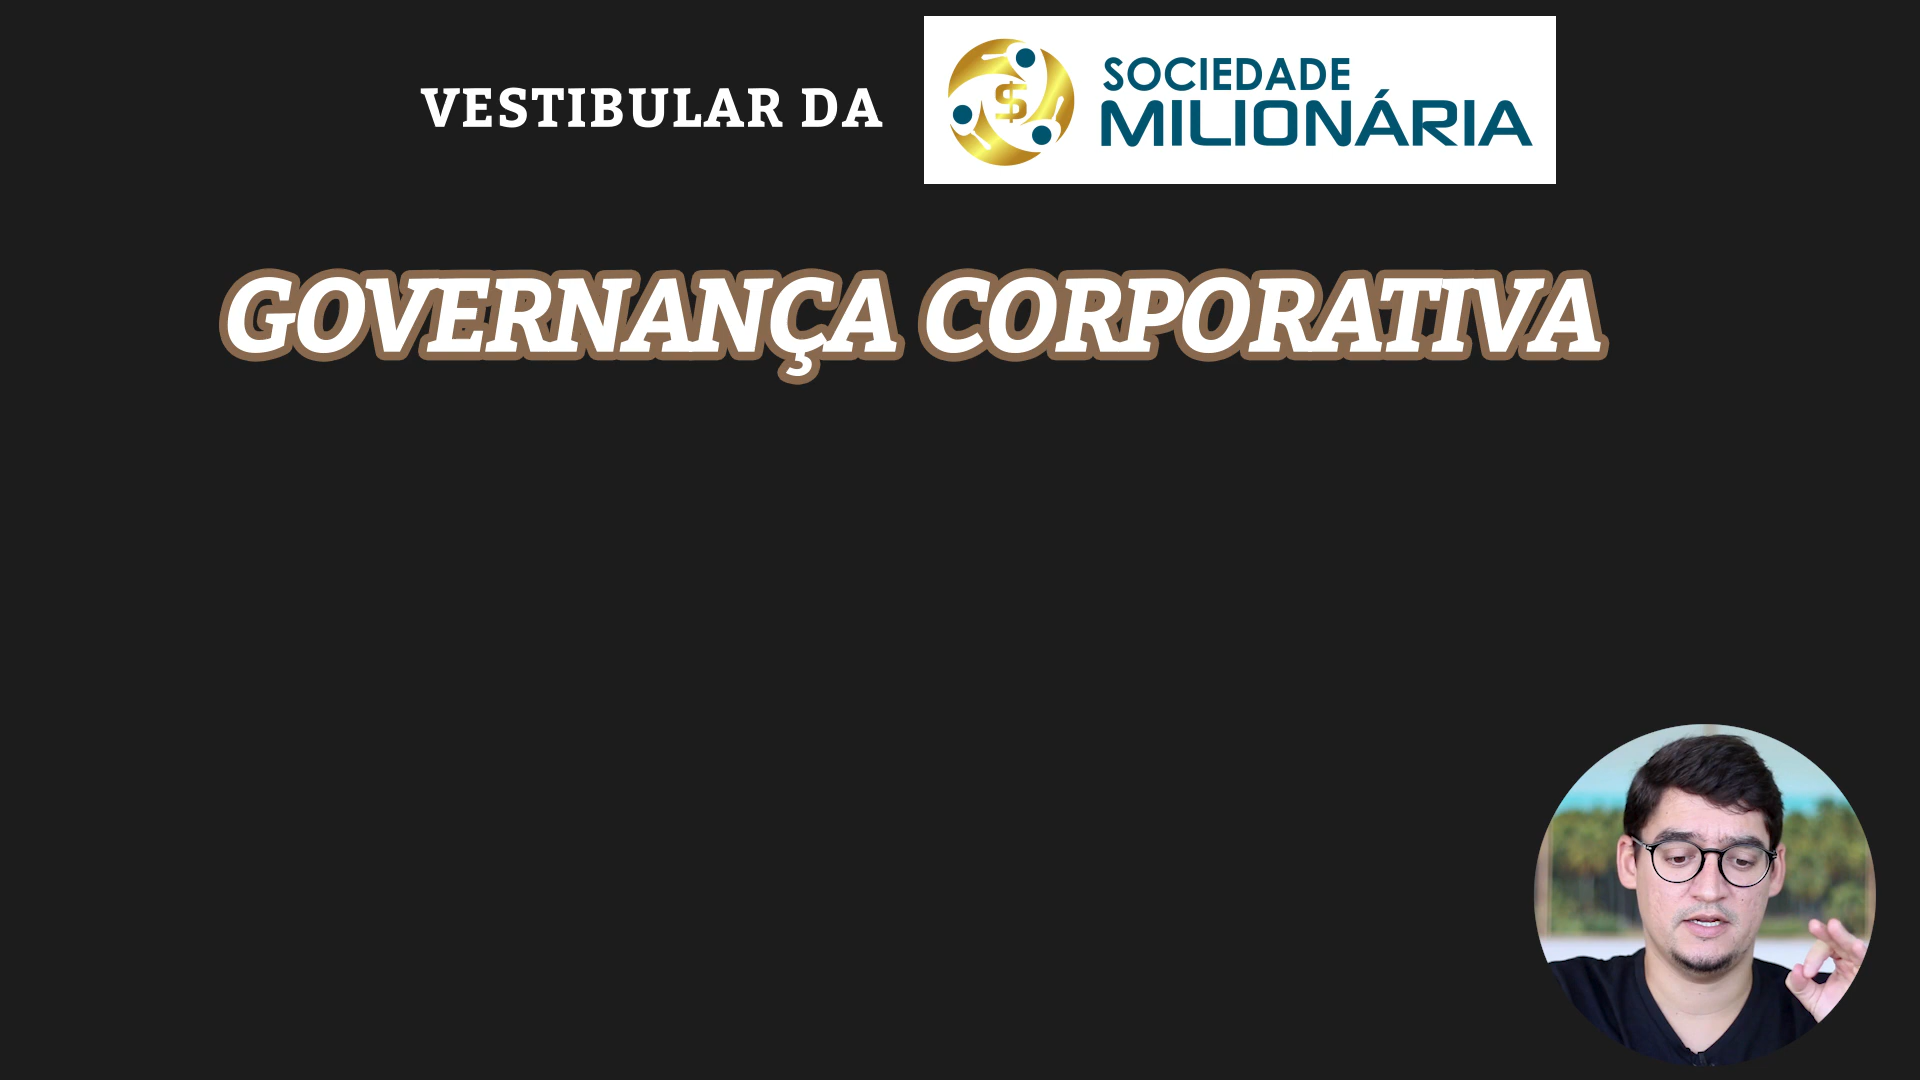 VESTIBULAR DA
SOCIEDADE
MILIONÁRIA
$
GOVERNANÇA CORPORATIVA